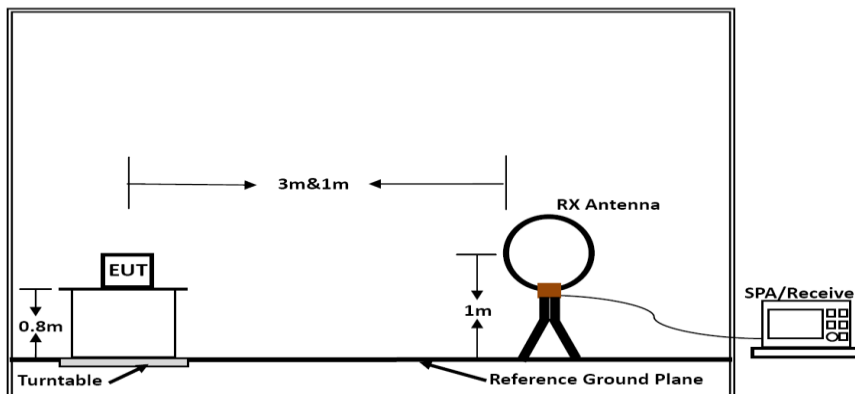 3m&1m
RX Antenna
EUT
SPA/Receive
0.8m
1m
Turntable
Reference Ground Plane